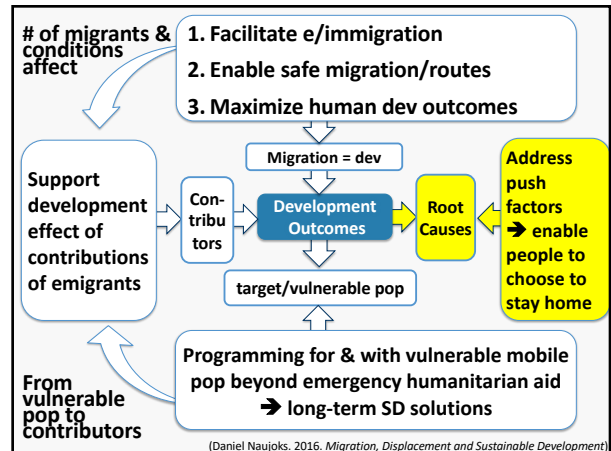 # of migrants &
conditions
affect
1. Facilitate e/immigration
2. Enable safe migration/routes
3. Maximize human dev outcomes
Migration = dev
Support
development
effect of
contributions
of emigrants
Con-
tribu
tors
Development
Outcomes
Root
Causes
Address
push
factors
➔ enable
people to
choose to
stay home
target/vulnerable pop
Programming for & with vulnerable mobile
pop beyond emergency humanitarian aid
➔ long-term SD solutions
From
vulnerable
pop to
contributors
(Daniel Naujoks. 2016. Migration, Displacement and Sustainable Development)